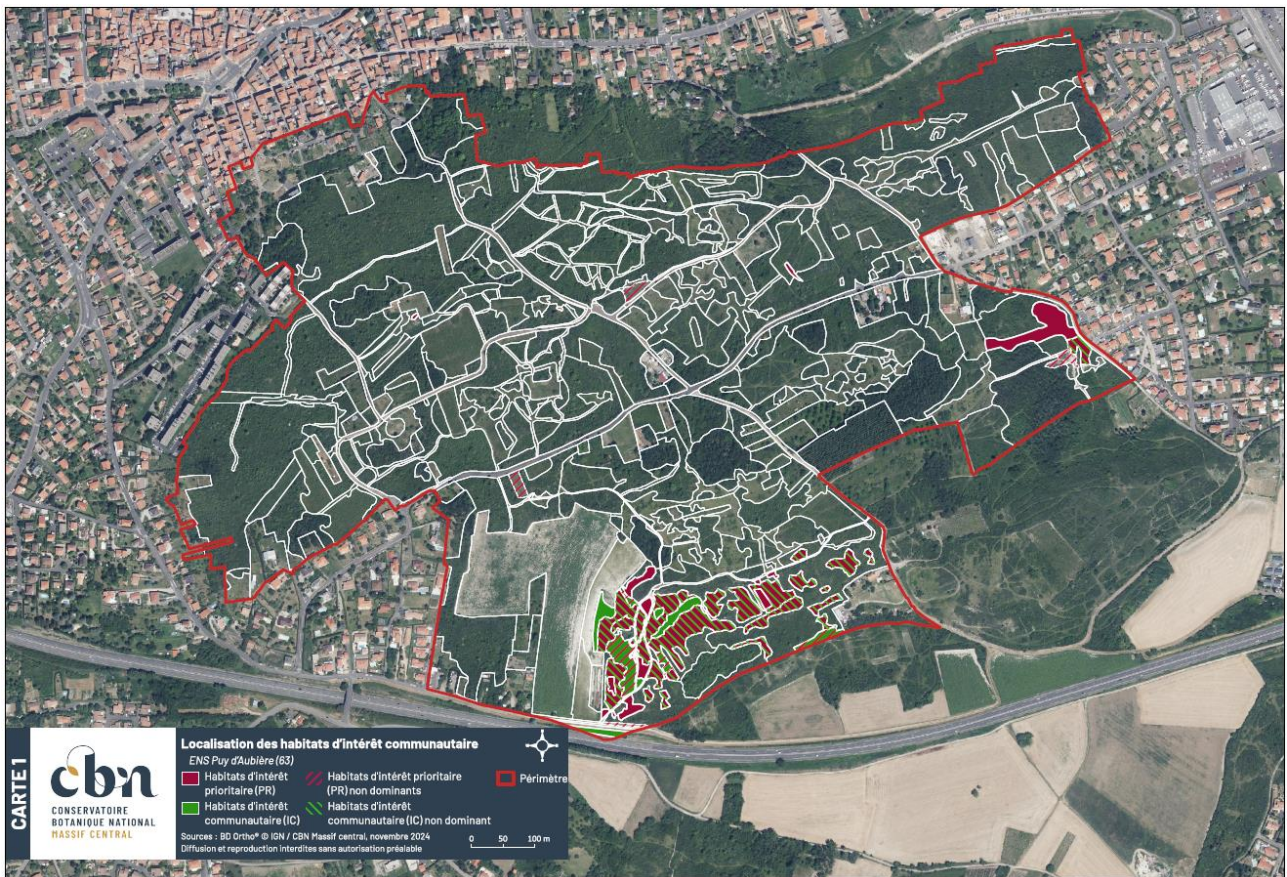 CARTE 1
cbn
CONSERVATOIRE
BOTANIQUE NATIONAL
MASSIF CENTRAL
Localisation des habitats d'intérêt communautaire
ENS Puy d'Aubière (63)
Habitats d'intérêt
prioritaire (PR)
Habitats d'intérêt prioritaire
(PR) non dominants
Périmètre
Habitats d'intérêt
communautaire (IC)
Habitats d'intérêt
communautaire (IC) non dominant
Sources : BD Ortho® © IGN / CBN Massif central, novembre 2024
Diffusion et reproduction interdites sans autorisation préalable
0 50 100 m